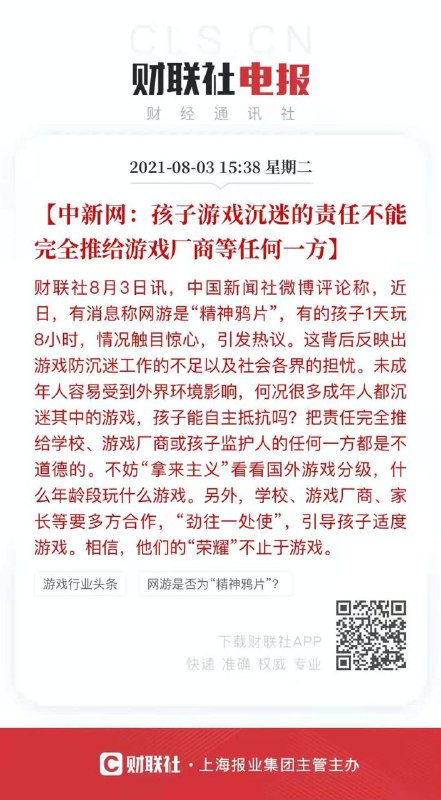 CLS.CN
财联社电报
财经通讯社
2021-08-03 15:38 星期二
【中新网：孩子游戏沉迷的责任不能
完全推给游戏厂商等任何一方】
财联社8月3日讯，中国新闻社微博评论称，近
日，有消息称网游是“精神鸦片”，有的孩子1天玩
8小时，情况触目惊心，引发热议。这背后反映出
游戏防沉迷工作的不足以及社会各界的担忧。未成
年人容易受到外界环境影响，何况很多成年人都沉
迷其中的游戏，孩子能自主抵抗吗？把责任完全推
给学校、游戏厂商或孩子监护人的任何一方都是不
道德的。不妨“拿来主义”看看国外游戏分级，什
么年龄段玩什么游戏。另外，学校、游戏厂商、家
长等要多方合作，“劲往一处使”，引导孩子适度
游戏。相信，他们的“荣耀”不止于游戏。
游戏行业头条 网游是否为“精神鸦片”？
下载财联社APP
快速 准确 权威 专业
财联社·上海报业集团主管主办